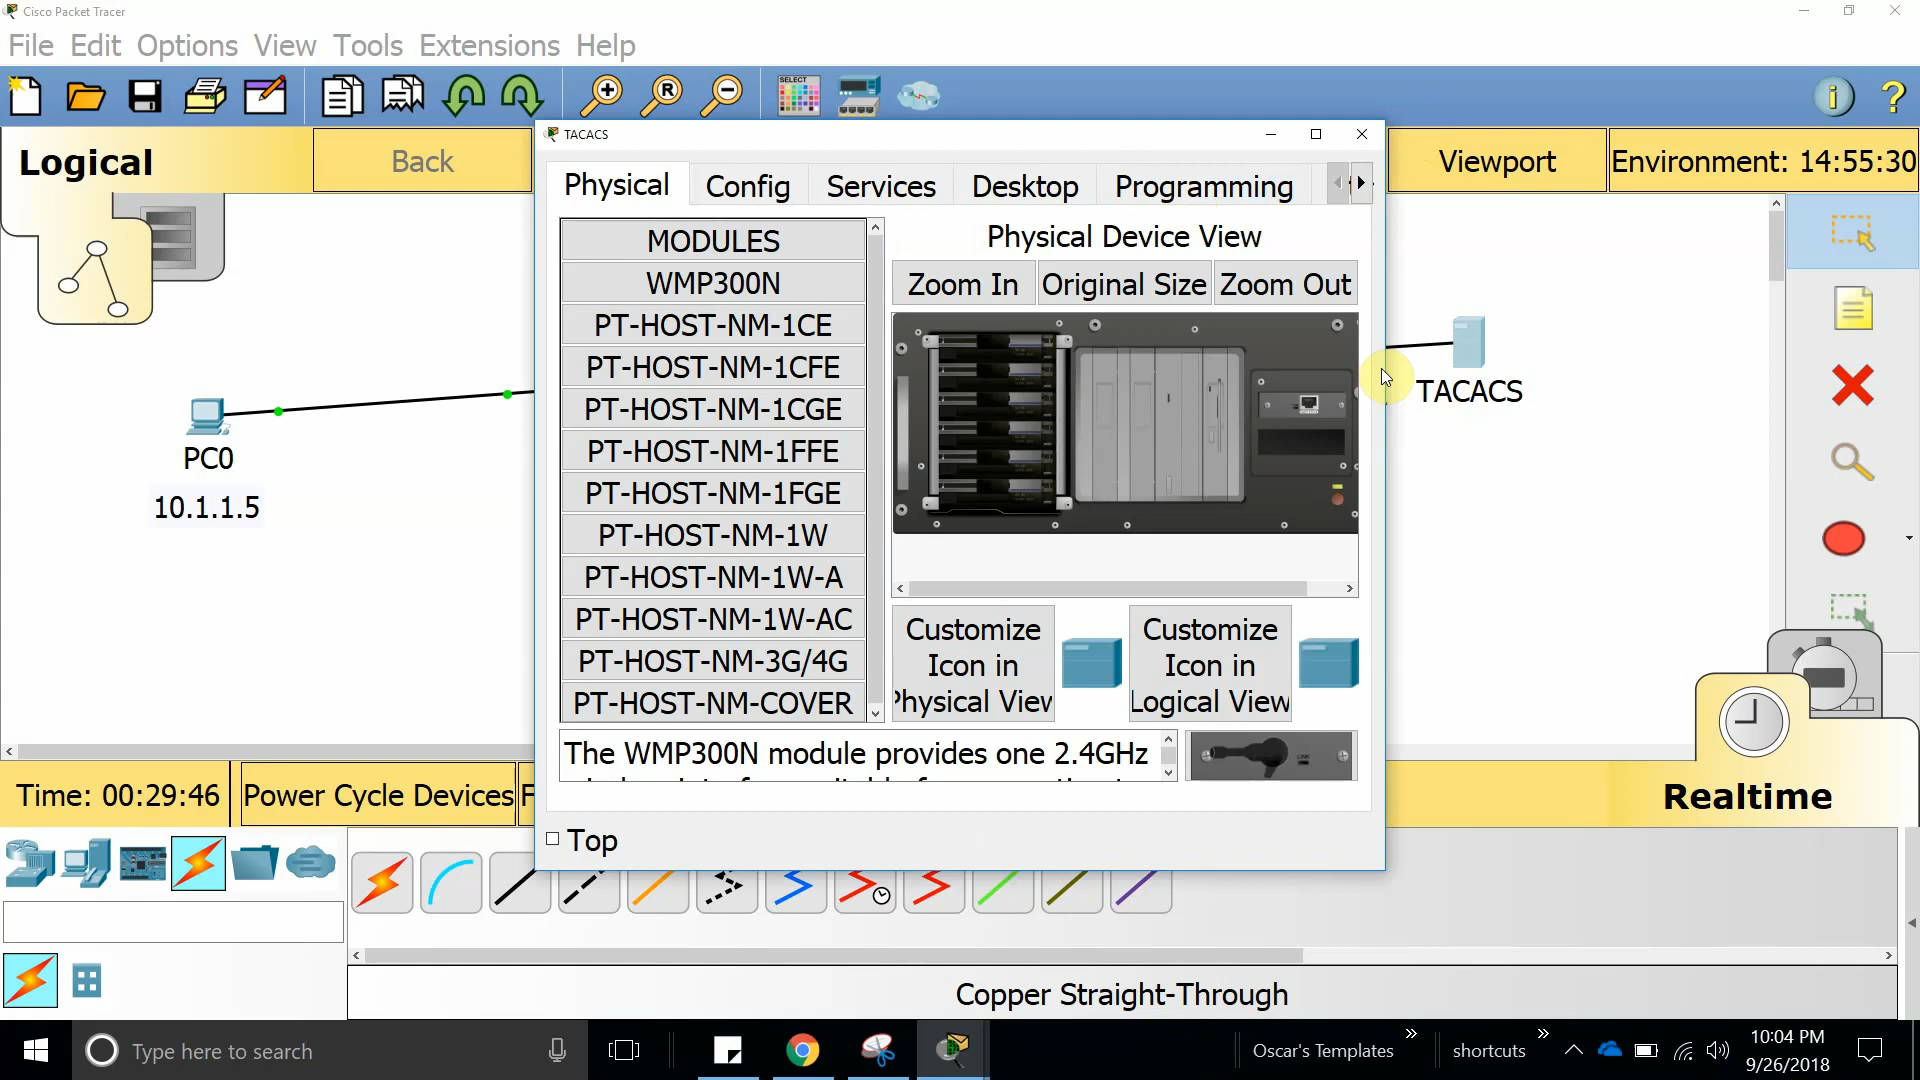 Cisco Packet Tracer
File Edit Options View Tools Extensions Help
R
SELECT
i ?
TACACS
Logical
Back
Viewport
Environment: 14:55:30
Physical
Config
Services
Desktop
Programming
MODULES
WMP300N
PT-HOST-NM-1CE
PT-HOST-NM-1CFE
PT-HOST-NM-1CGE
PT-HOST-NM-1FFE
PT-HOST-NM-1FGE
PT-HOST-NM-1W
PT-HOST-NM-1W-A
PT-HOST-NM-1W-AC
PT-HOST-NM-3G/4G
PT-HOST-NM-COVER
Physical Device View
Zoom In
Original Size
Zoom Out
Customize
Icon in
Physical View
Customize
Icon in
Logical View
The WMP300N module provides one 2.4GHz
LINK
Top
PC0
10.1.1.5
TACACS
Time: 00:29:46
Power Cycle Devices F
Realtime
Copper Straight-Through
Type here to search
Oscar's Templates
shortcuts
10:04 PM
9/26/2018